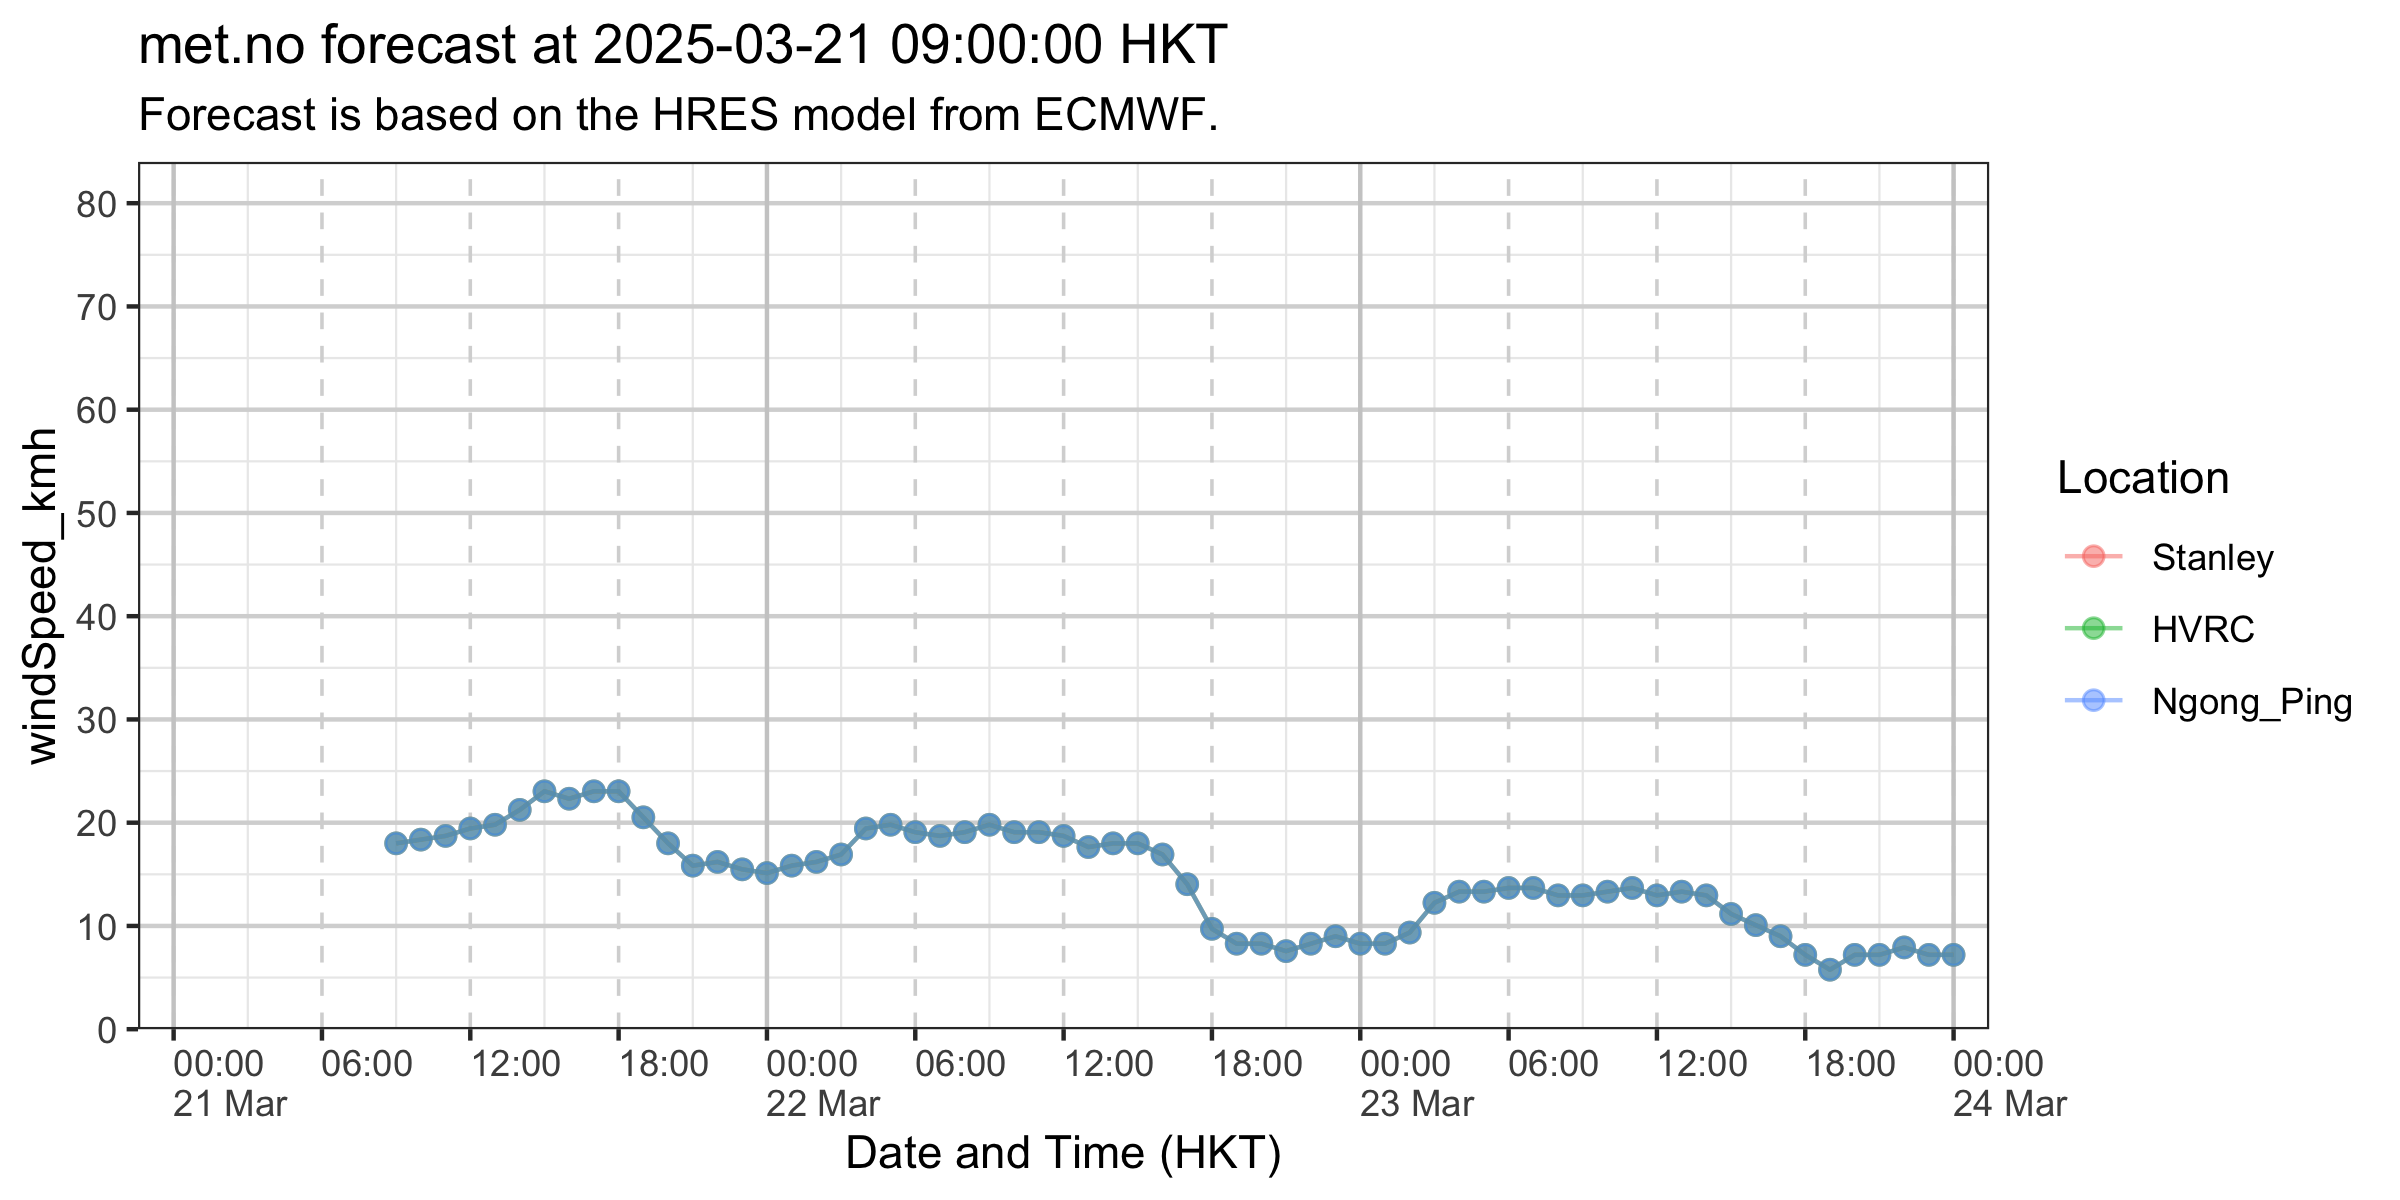 met.no forecast at 2025-03-21 09:00:00 HKT
Forecast is based on the HRES model from ECMWF.
windSpeed_kmh
80
70
60
50
40
30
20
10
0
00:00 06:00 12:00 18:00 00:00 06:00 12:00 18:00 00:00 06:00 12:00 18:00 00:00
21 Mar 22 Mar 23 Mar 24 Mar
Date and Time (HKT)
Location
Stanley
HVRC
Ngong_Ping